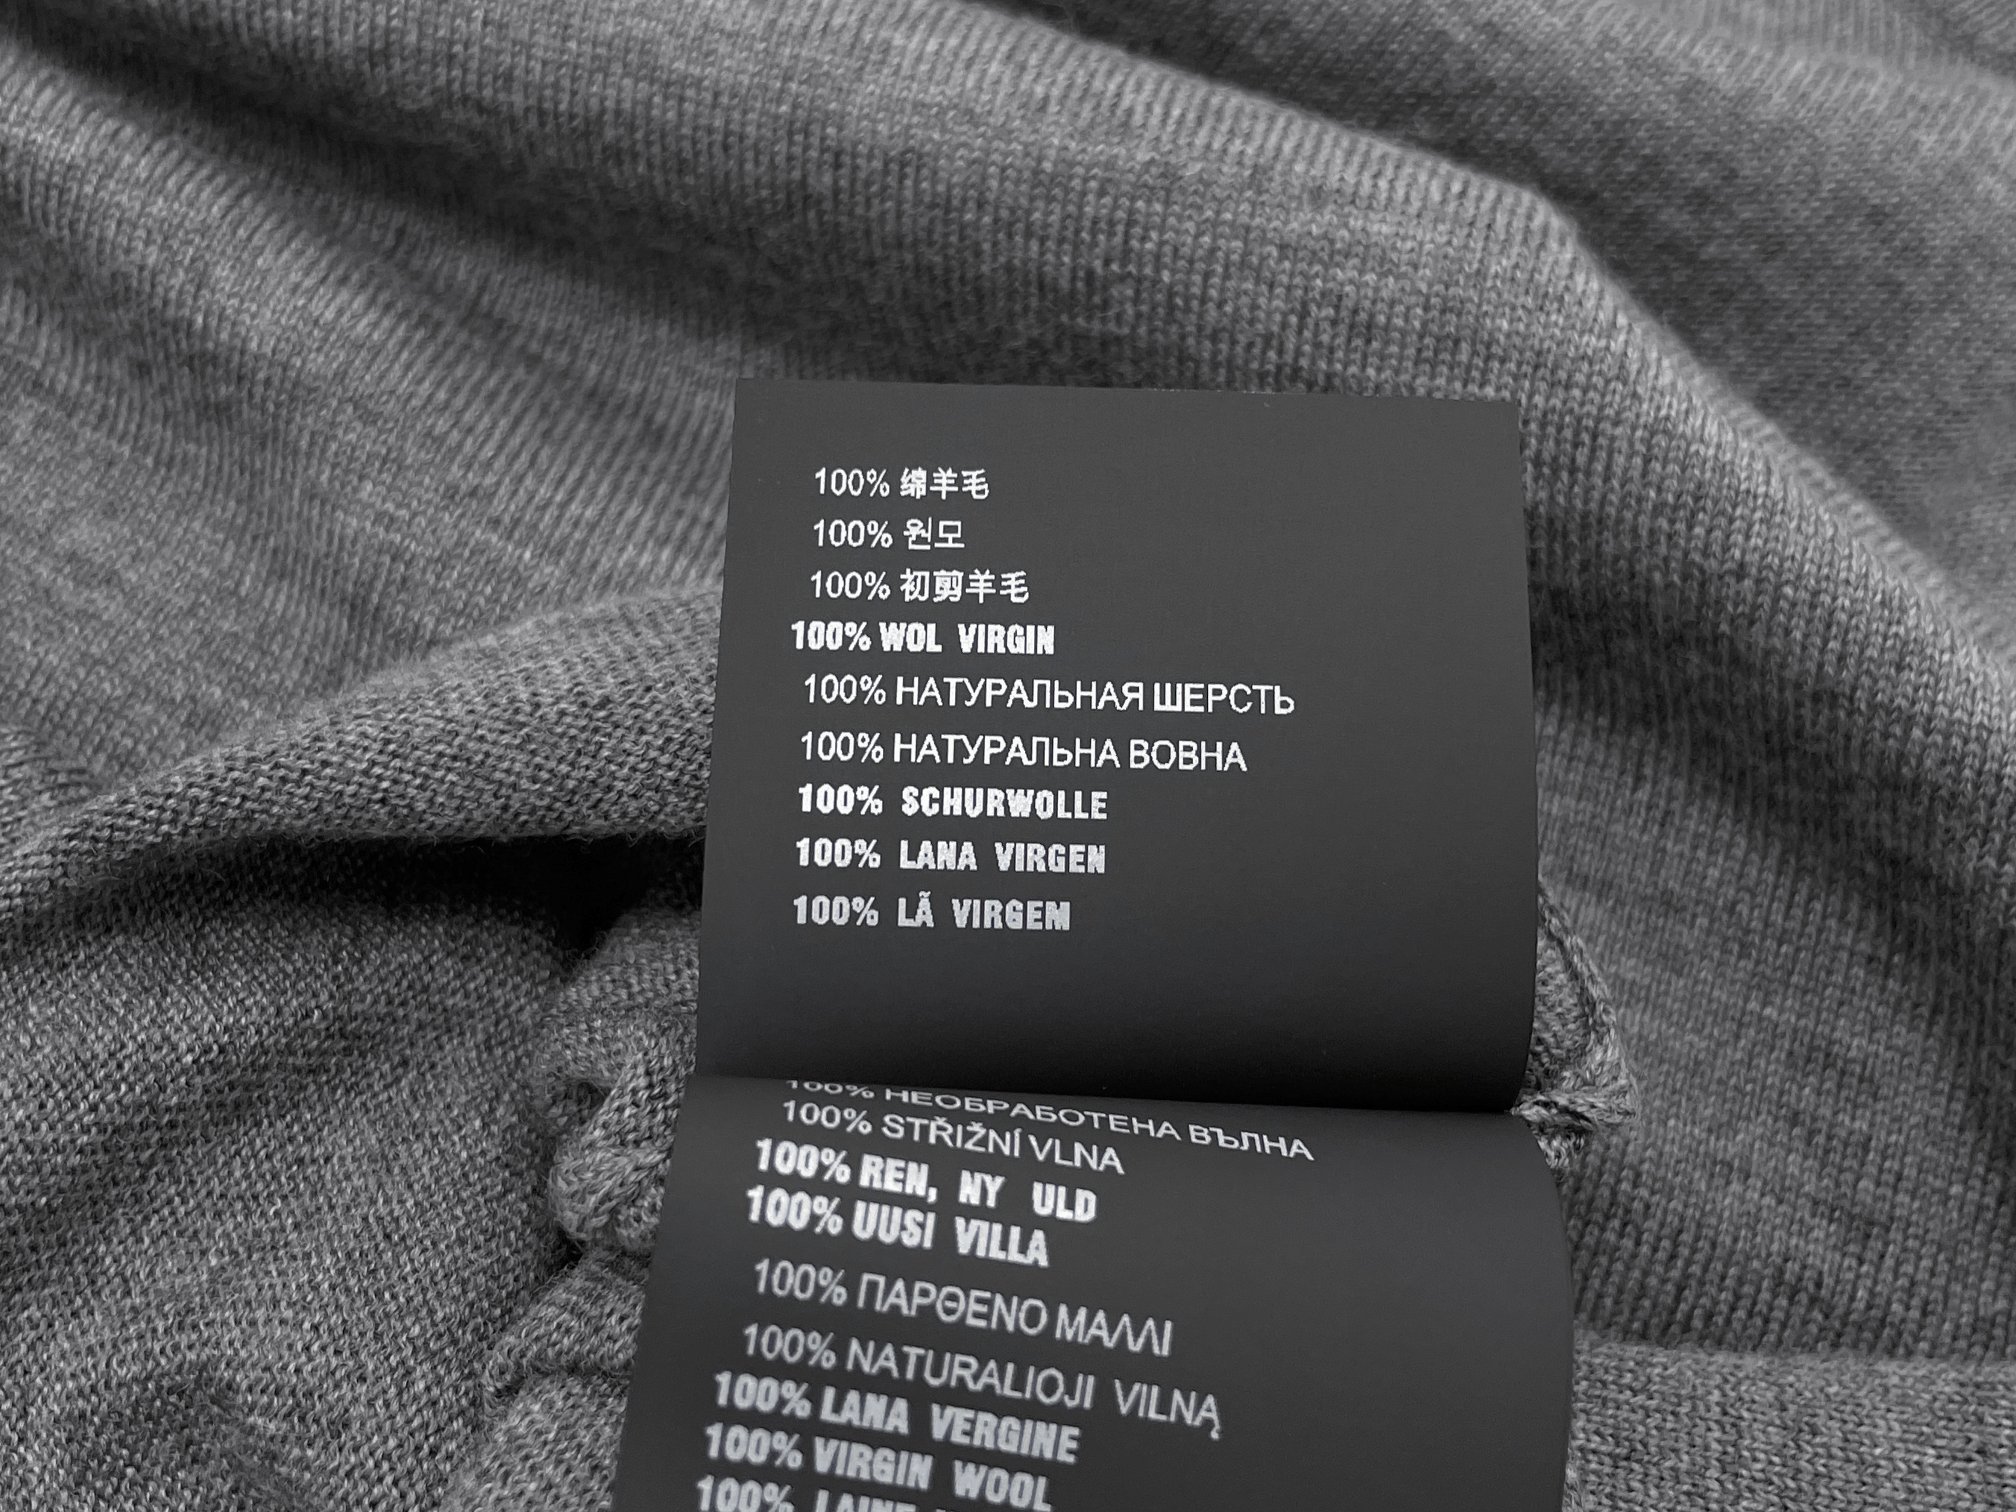 100% 绵羊毛
100% 원모
100% 初剪羊毛
100% WOL VIRGIN
100% НАТУРАЛЬНАЯ ШЕРСТЬ
100% НАТУРАЛЬНА ВОВНА
100% SCHURWOLLE
100% LANA VIRGEN
100% LÃ VIRGEM
100% НЕОБРАБОТЕНА ВЪЛНА
100% STŘIŽNÍ VLNA
100% REN, NY ULD
100% UUSI VILLA
100% ΠΑΡΘΕΝΟ ΜΑΛΛΙ
100% NATURALIOJI VILNĄ
100% LANA VERGINE
100% VIRGIN WOOL
100% LAINE